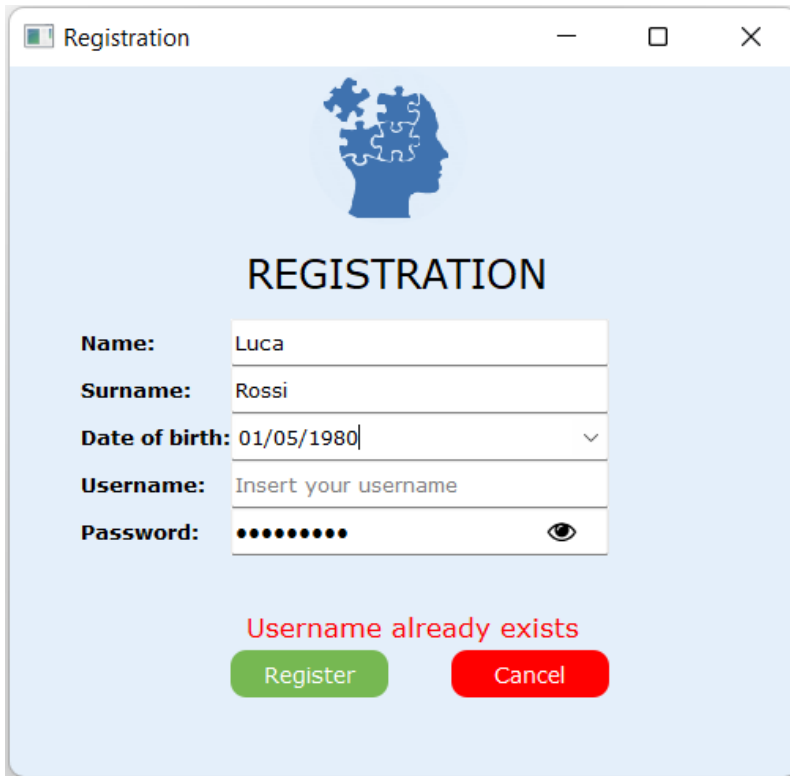 Registration
REGISTRATION
Name: Luca
Surname: Rossi
Date of birth: 01/05/1980
Username: Insert your username
Password: •••••••••
Username already exists
Register Cancel